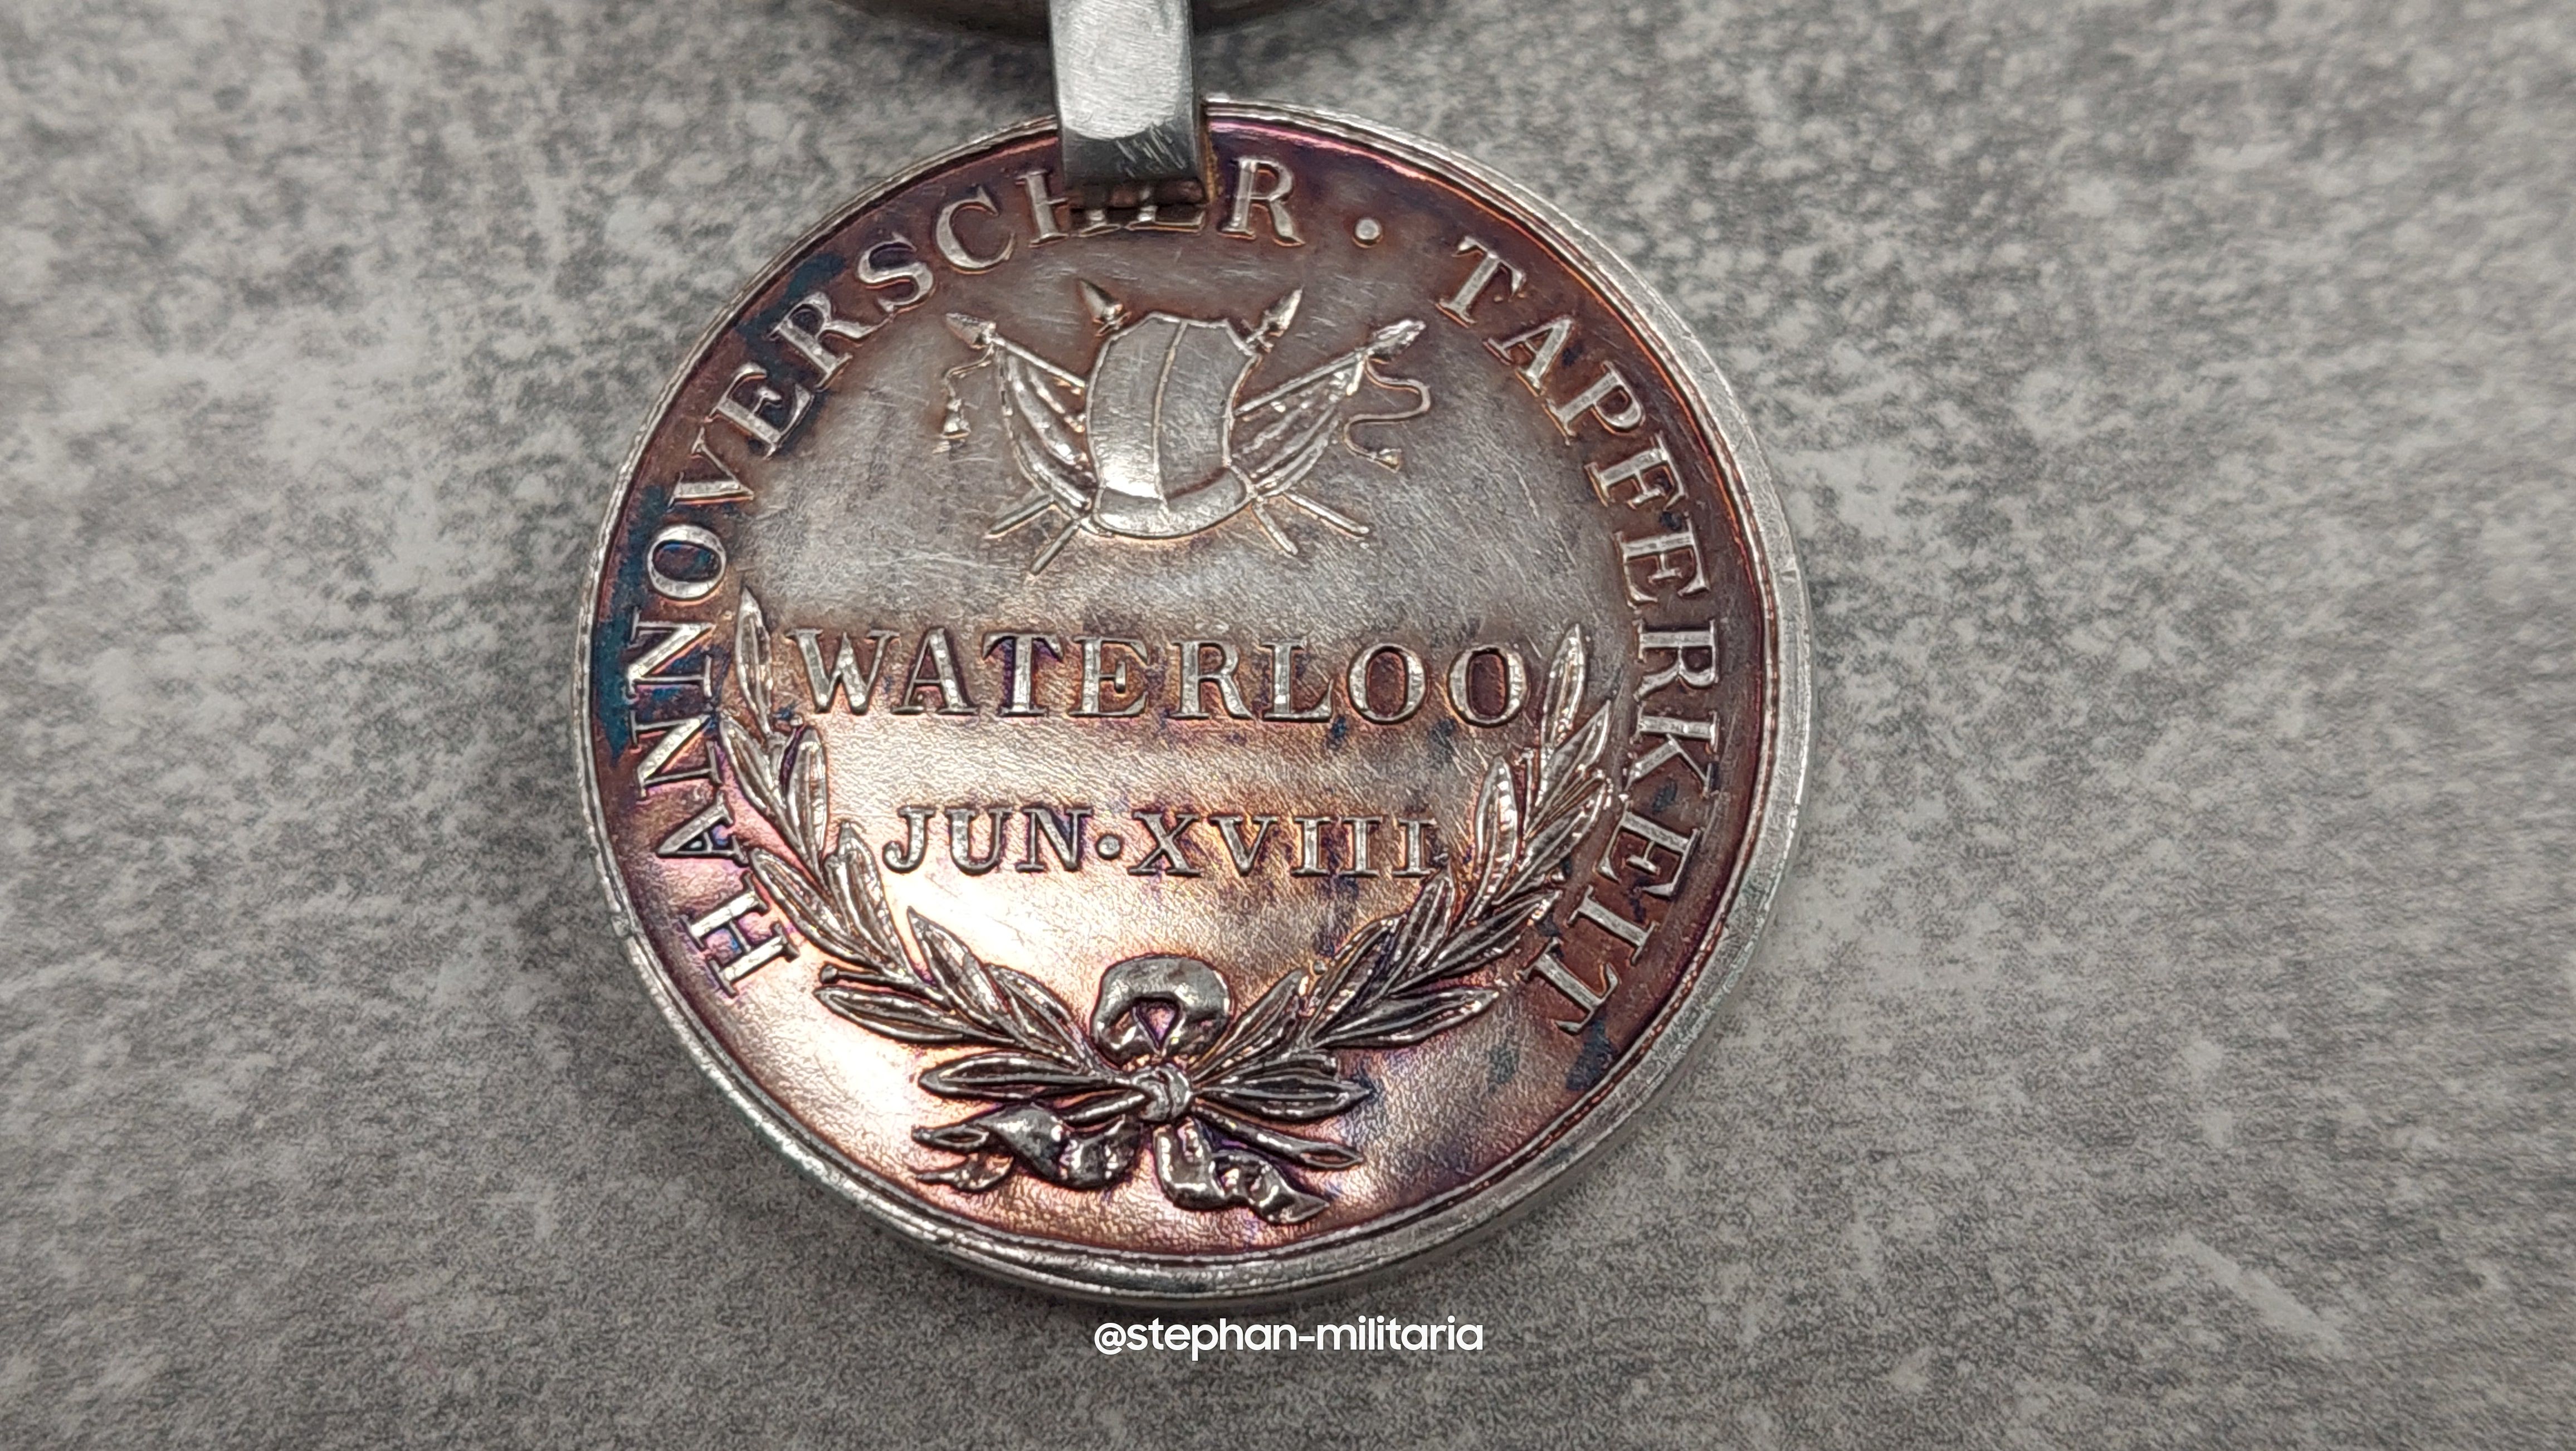 HANNOVERSCHER · TAPFERKEIT
WATERLOO
JUN·XVIII
@stephan-militaria